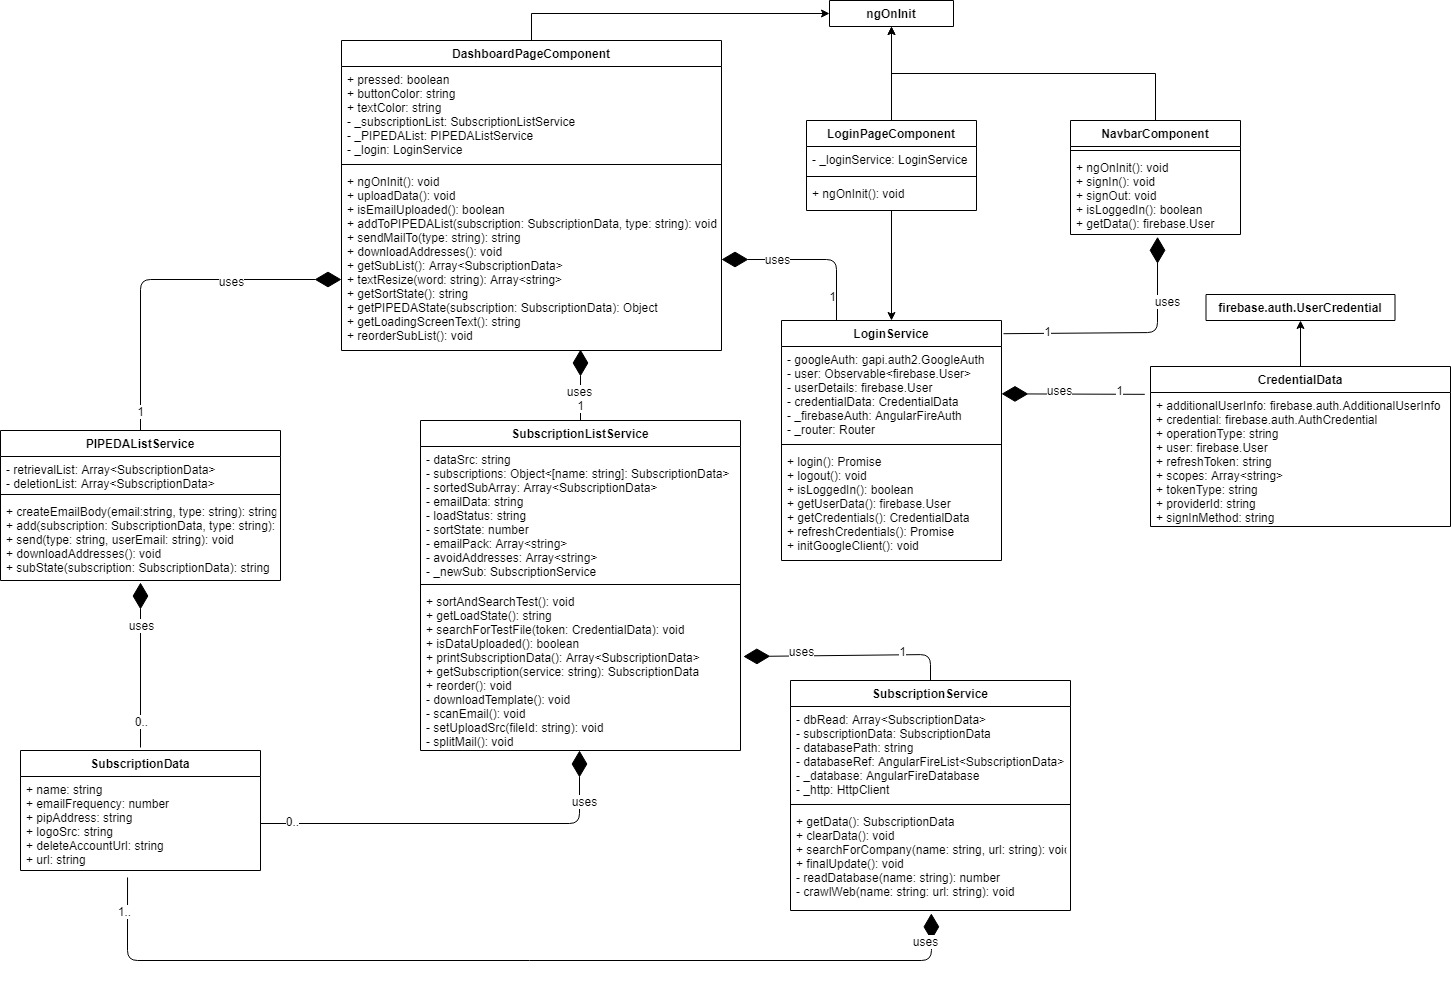 ngOnInit
DashboardPageComponent
+ pressed: boolean
+ buttonColor: string
+ textColor: string
- _subscriptionList: SubscriptionListService
- _PIPEDAList: PIPEDAListService
- _login: LoginService
+ ngOnInit(): void
+ uploadData(): void
+ isEmailUploaded(): boolean
+ addToPIPEDAList(subscription: SubscriptionData, type: string): void
+ sendMailTo(type: string): string
+ downloadAddresses(): void
+ getSubList(): Array<SubscriptionData>
+ textResize(word: string): Array<string>
+ getSortState(): string
+ getPIPEDAState(subscription: SubscriptionData): Object
+ getLoadingScreenText(): string
+ reorderSubList(): void
LoginPageComponent
- _loginService: LoginService
+ ngOnInit(): void
NavbarComponent
+ ngOnInit(): void
+ signIn(): void
+ signOut: void
+ isLoggedIn(): boolean
+ getData(): firebase.User
uses
uses
1
uses
1
uses
1
uses
1
firebase.auth.UserCredential
LoginService
- googleAuth: gapi.auth2.GoogleAuth
- user: Observable<firebase.User>
- userDetails: firebase.User
- credentialData: CredentialData
- _firebaseAuth: AngularFireAuth
- _router: Router
+ login(): Promise
+ logout(): void
+ isLoggedIn(): boolean
+ getUserData(): firebase.User
+ getCredentials(): CredentialData
+ refreshCredentials(): Promise
+ initGoogleClient(): void
uses
1
CredentialData
+ additionalUserInfo: firebase.auth.AdditionalUserInfo
+ credential: firebase.auth.AuthCredential
+ operationType: string
+ user: firebase.User
+ refreshToken: string
+ scopes: Array<string>
+ tokenType: string
+ providerId: string
+ signInMethod: string
PIPEDAListService
- retrievalList: Array<SubscriptionData>
- deletionList: Array<SubscriptionData>
+ createEmailBody(email:string, type: string): string
+ add(subscription: SubscriptionData, type: string):
+ send(type: string, userEmail: string): void
+ downloadAddresses(): void
+ subState(subscription: SubscriptionData): string
SubscriptionListService
- dataSrc: string
- subscriptions: Object<[name: string]: SubscriptionData>
- sortedSubArray: Array<SubscriptionData>
- emailData: string
- loadStatus: string
- sortState: number
- emailPack: Array<string>
- avoidAddresses: Array<string>
- _newSub: SubscriptionService
+ sortAndSearchTest(): void
+ getLoadState(): string
+ searchForTestFile(token: CredentialData): void
+ isDataUploaded(): boolean
+ printSubscriptionData(): Array<SubscriptionData>
+ getSubscription(service: string): SubscriptionData
+ reorder(): void
- downloadTemplate(): void
- scanEmail(): void
- setUploadSrc(fileId: string): void
- splitMail(): void
uses
0..
uses
1
SubscriptionService
- dbRead: Array<SubscriptionData>
- subscriptionData: SubscriptionData
- databasePath: string
- databaseRef: AngularFireList<SubscriptionData>
- _database: AngularFireDatabase
- _http: HttpClient
+ getData(): SubscriptionData
+ clearData(): void
+ searchForCompany(name: string, url: string): void
+ finalUpdate(): void
- readDatabase(name: string): number
- crawlWeb(name: string: url: string): void
SubscriptionData
+ name: string
+ emailFrequency: number
+ pipAddress: string
+ logoSrc: string
+ deleteAccountUrl: string
+ url: string
uses
0..
1..
uses